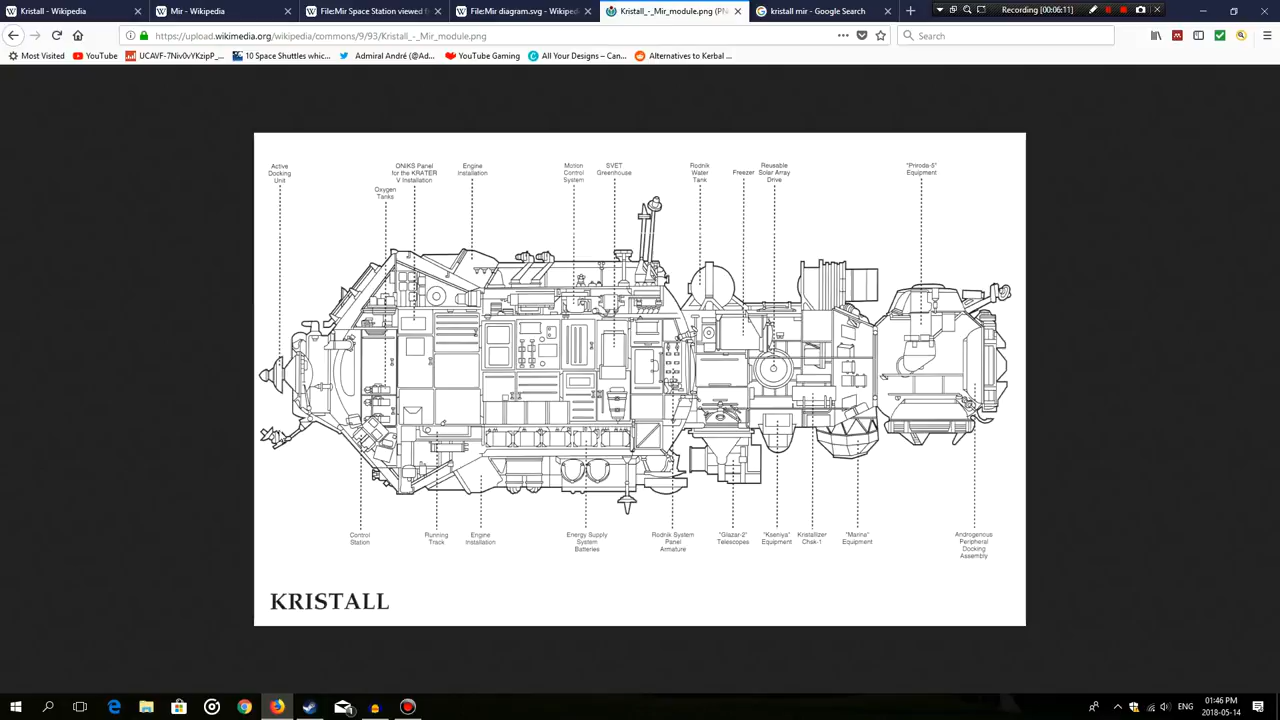 Kristall - Wikipedia
Mir - Wikipedia
File:Mir Space Station viewed f
File:Mir diagram.svg - Wikipedi
Kristall_-_Mir_module.png (PN
kristall mir - Google Search
Recording (00:06:11)
https://upload.wikimedia.org/wikipedia/commons/9/93/Kristall_-_Mir_module.png
Search
Most Visited
YouTube
UCAVF-7Niv0vYKzipP_...
10 Space Shuttles whic...
Admiral André (@Ad...
YouTube Gaming
All Your Designs – Can...
Alternatives to Kerbal ...
Active
Docking
Unit
Oxygen
Tanks
ONIKS Panel
for the KRATER
V Installation
Engine
Installation
Motion
Control
System
SVET
Greenhouse
Rodnik
Water
Tank
Freezer
Reusable
Solar Array
Drive
"Priroda-5"
Equipment
Control
Station
Running
Track
Engine
Installation
Energy Supply
System
Batteries
Rodnik System
Panel
Armature
"Glazar-2"
Telescopes
"Kseniya"
Equipment
Kristallizer
Chsk-1
"Marina"
Equipment
Androgenous
Peripheral
Docking
Assembly
KRISTALL
ENG
01:46 PM
2018-05-14